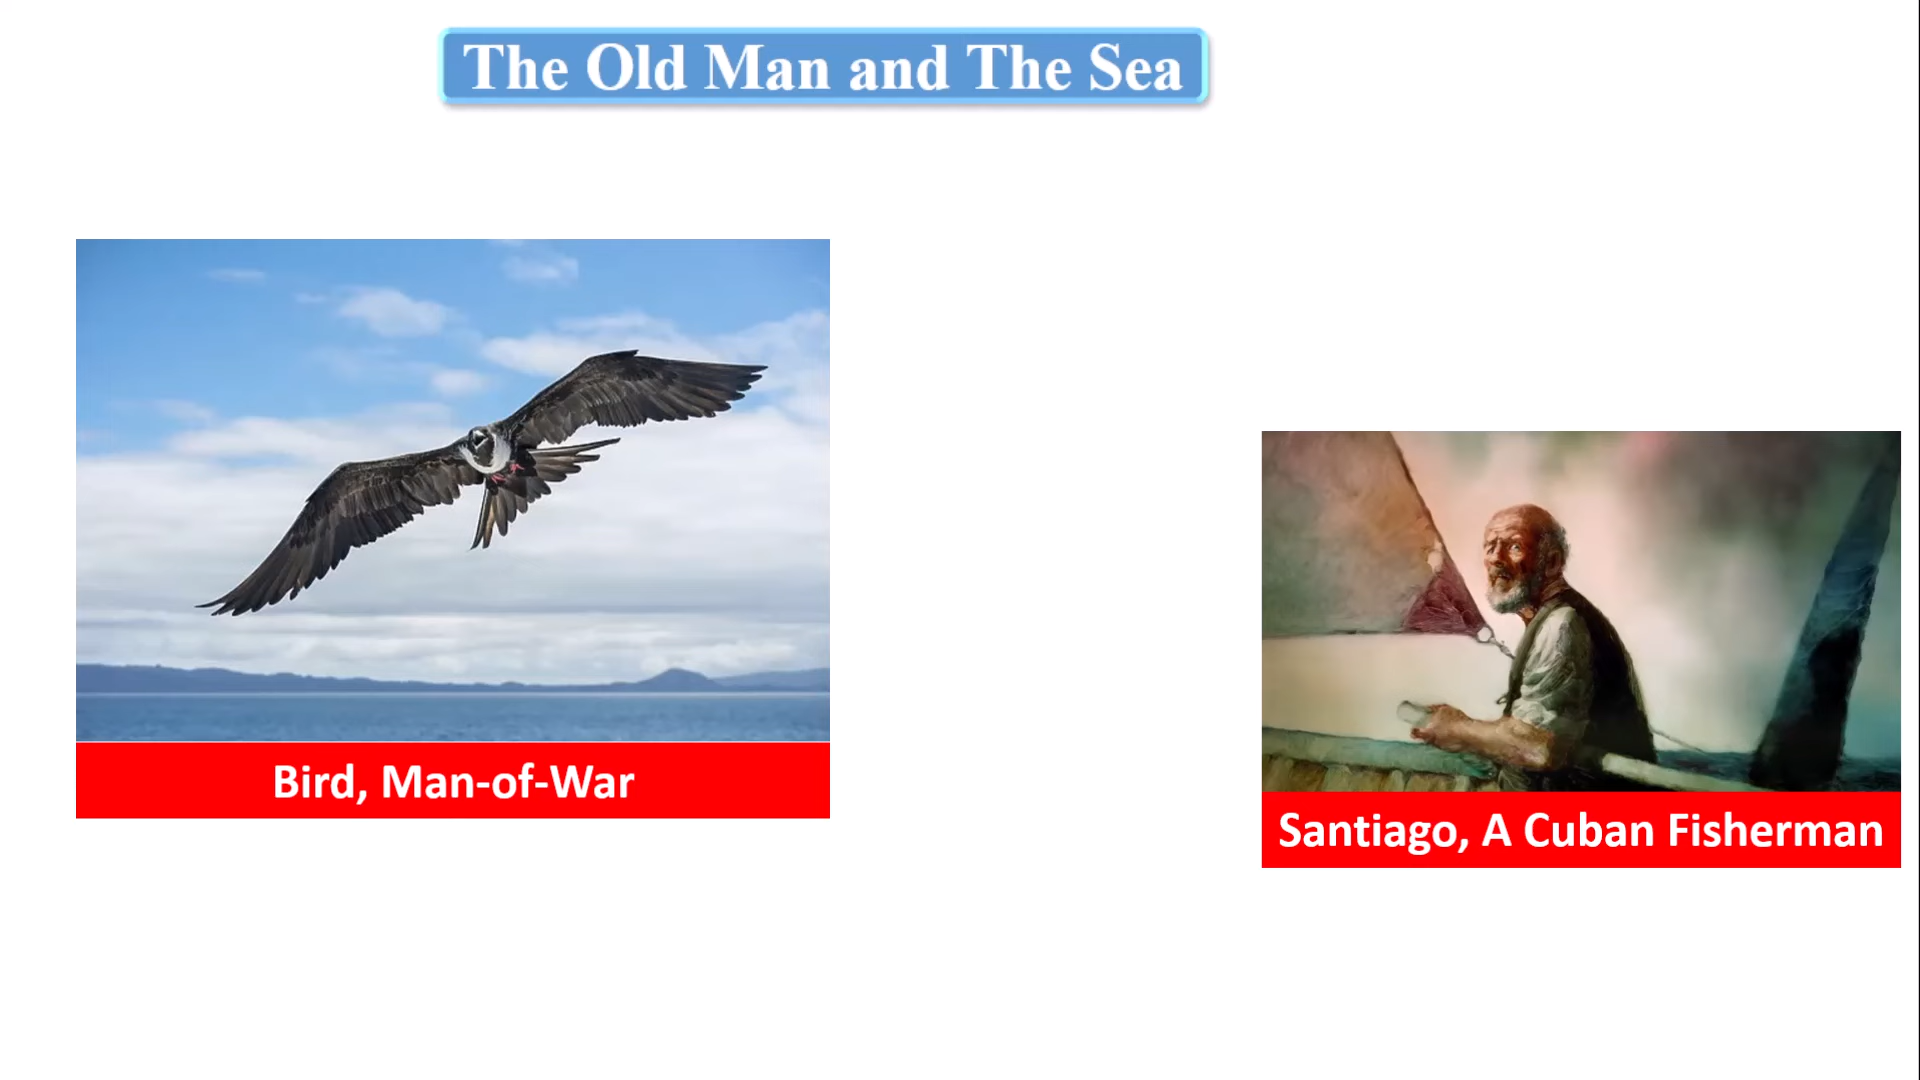 The Old Man and The Sea
Bird, Man-of-War
Santiago, A Cuban Fisherman